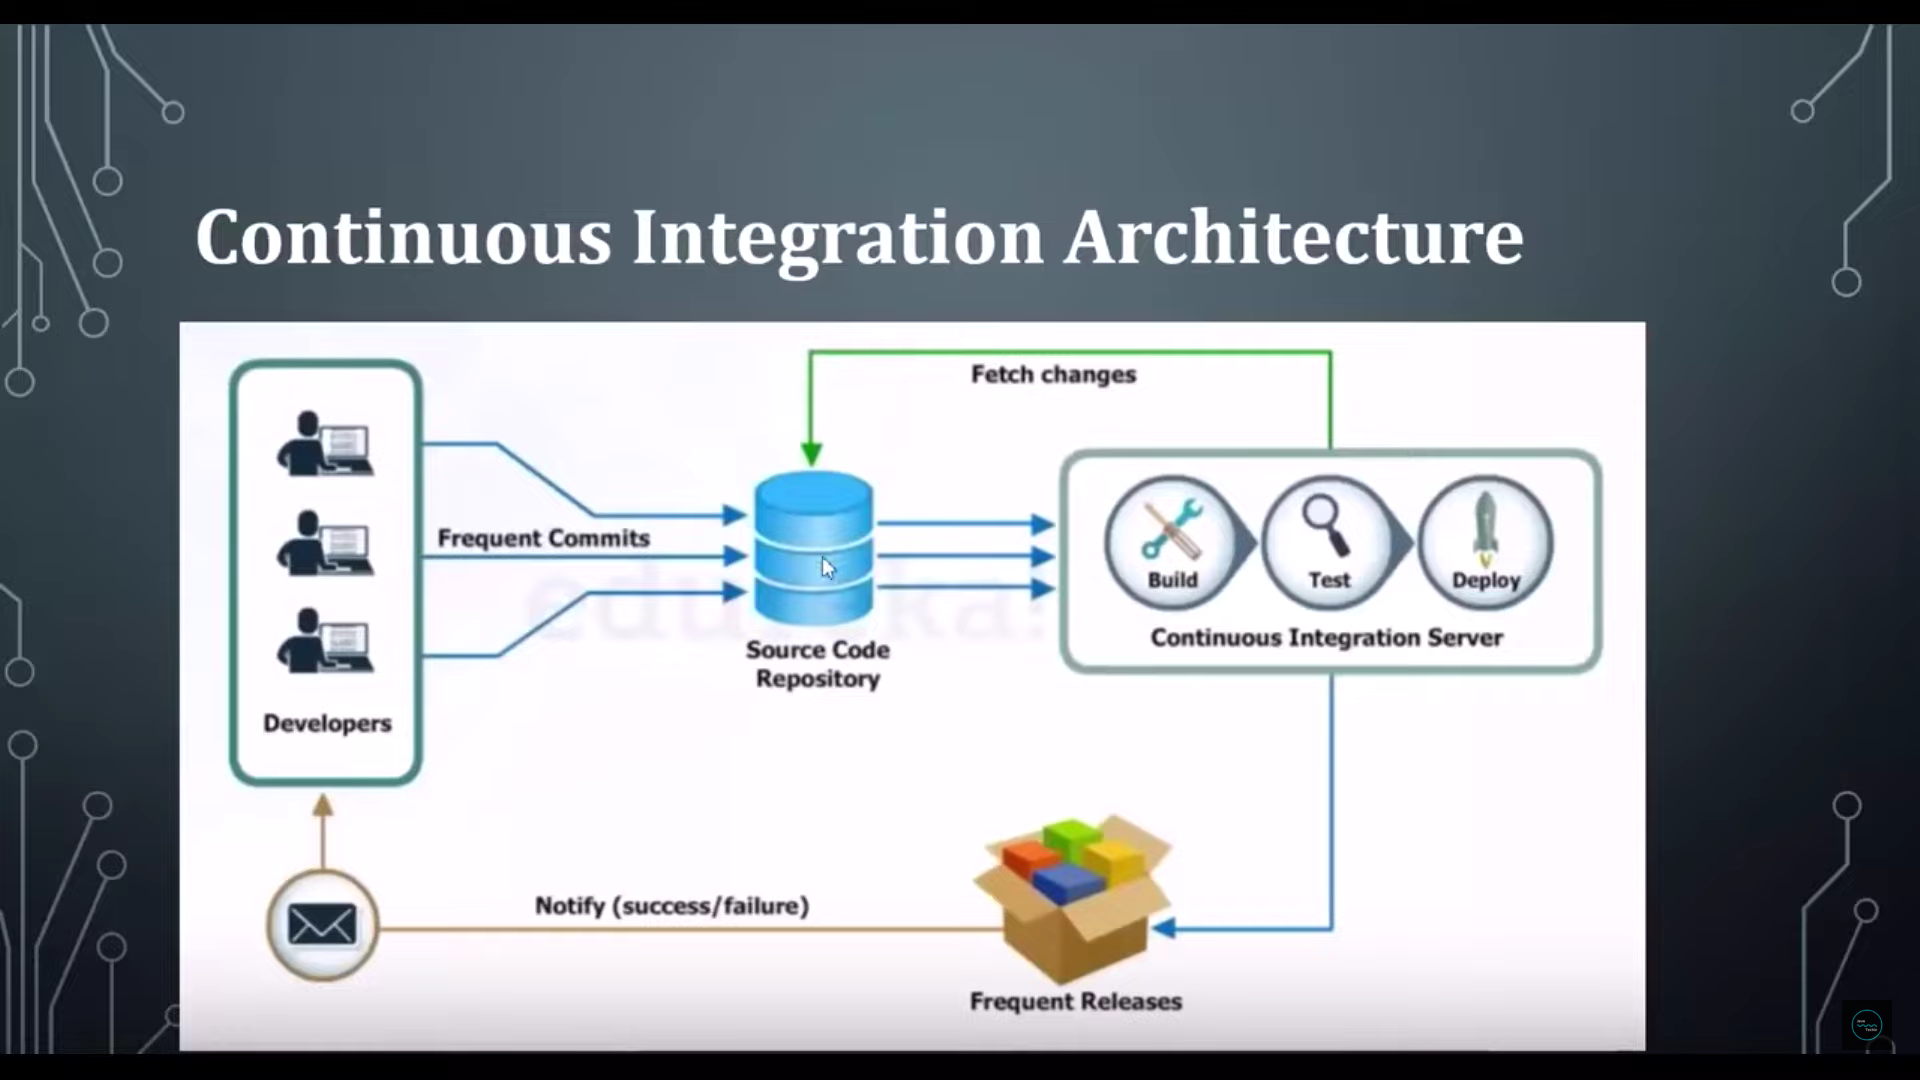 Continuous Integration Architecture
Fetch changes
Frequent Commits
Build
Test
Deploy
Continuous Integration Server
Source Code
Repository
Developers
edureka!
Notify (success/failure)
Frequent Releases